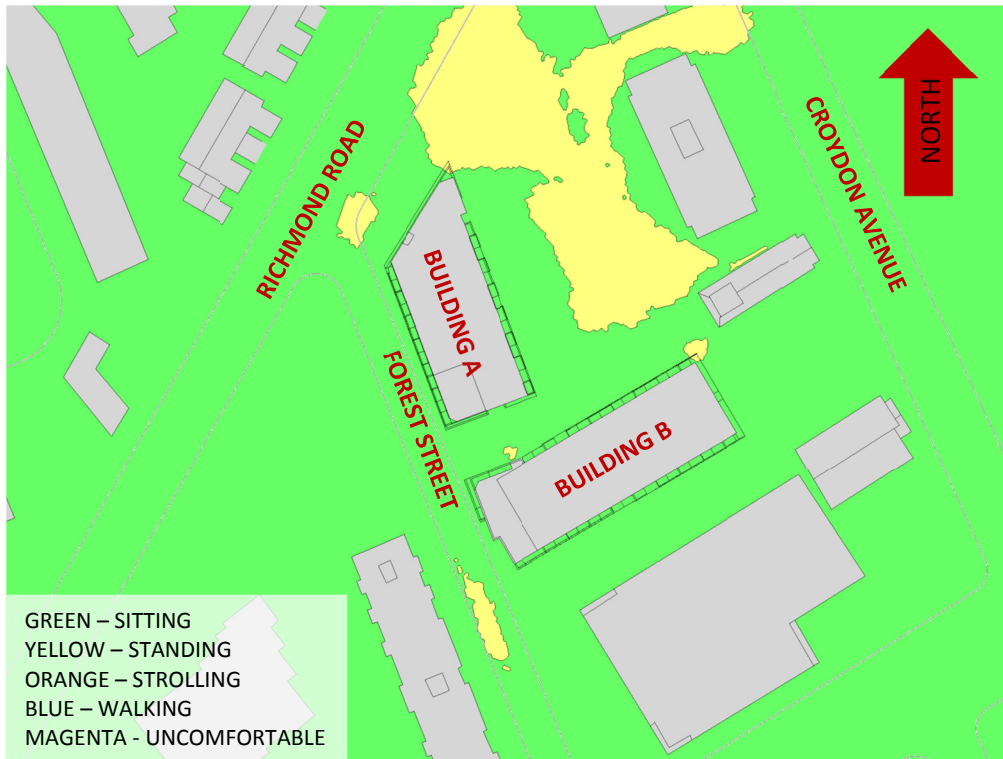 RICHMOND ROAD
CROYDON AVENUE
NORTH
BUILDING A
FOREST STREET
BUILDING B
GREEN – SITTING
YELLOW – STANDING
ORANGE – STROLLING
BLUE – WALKING
MAGENTA - UNCOMFORTABLE